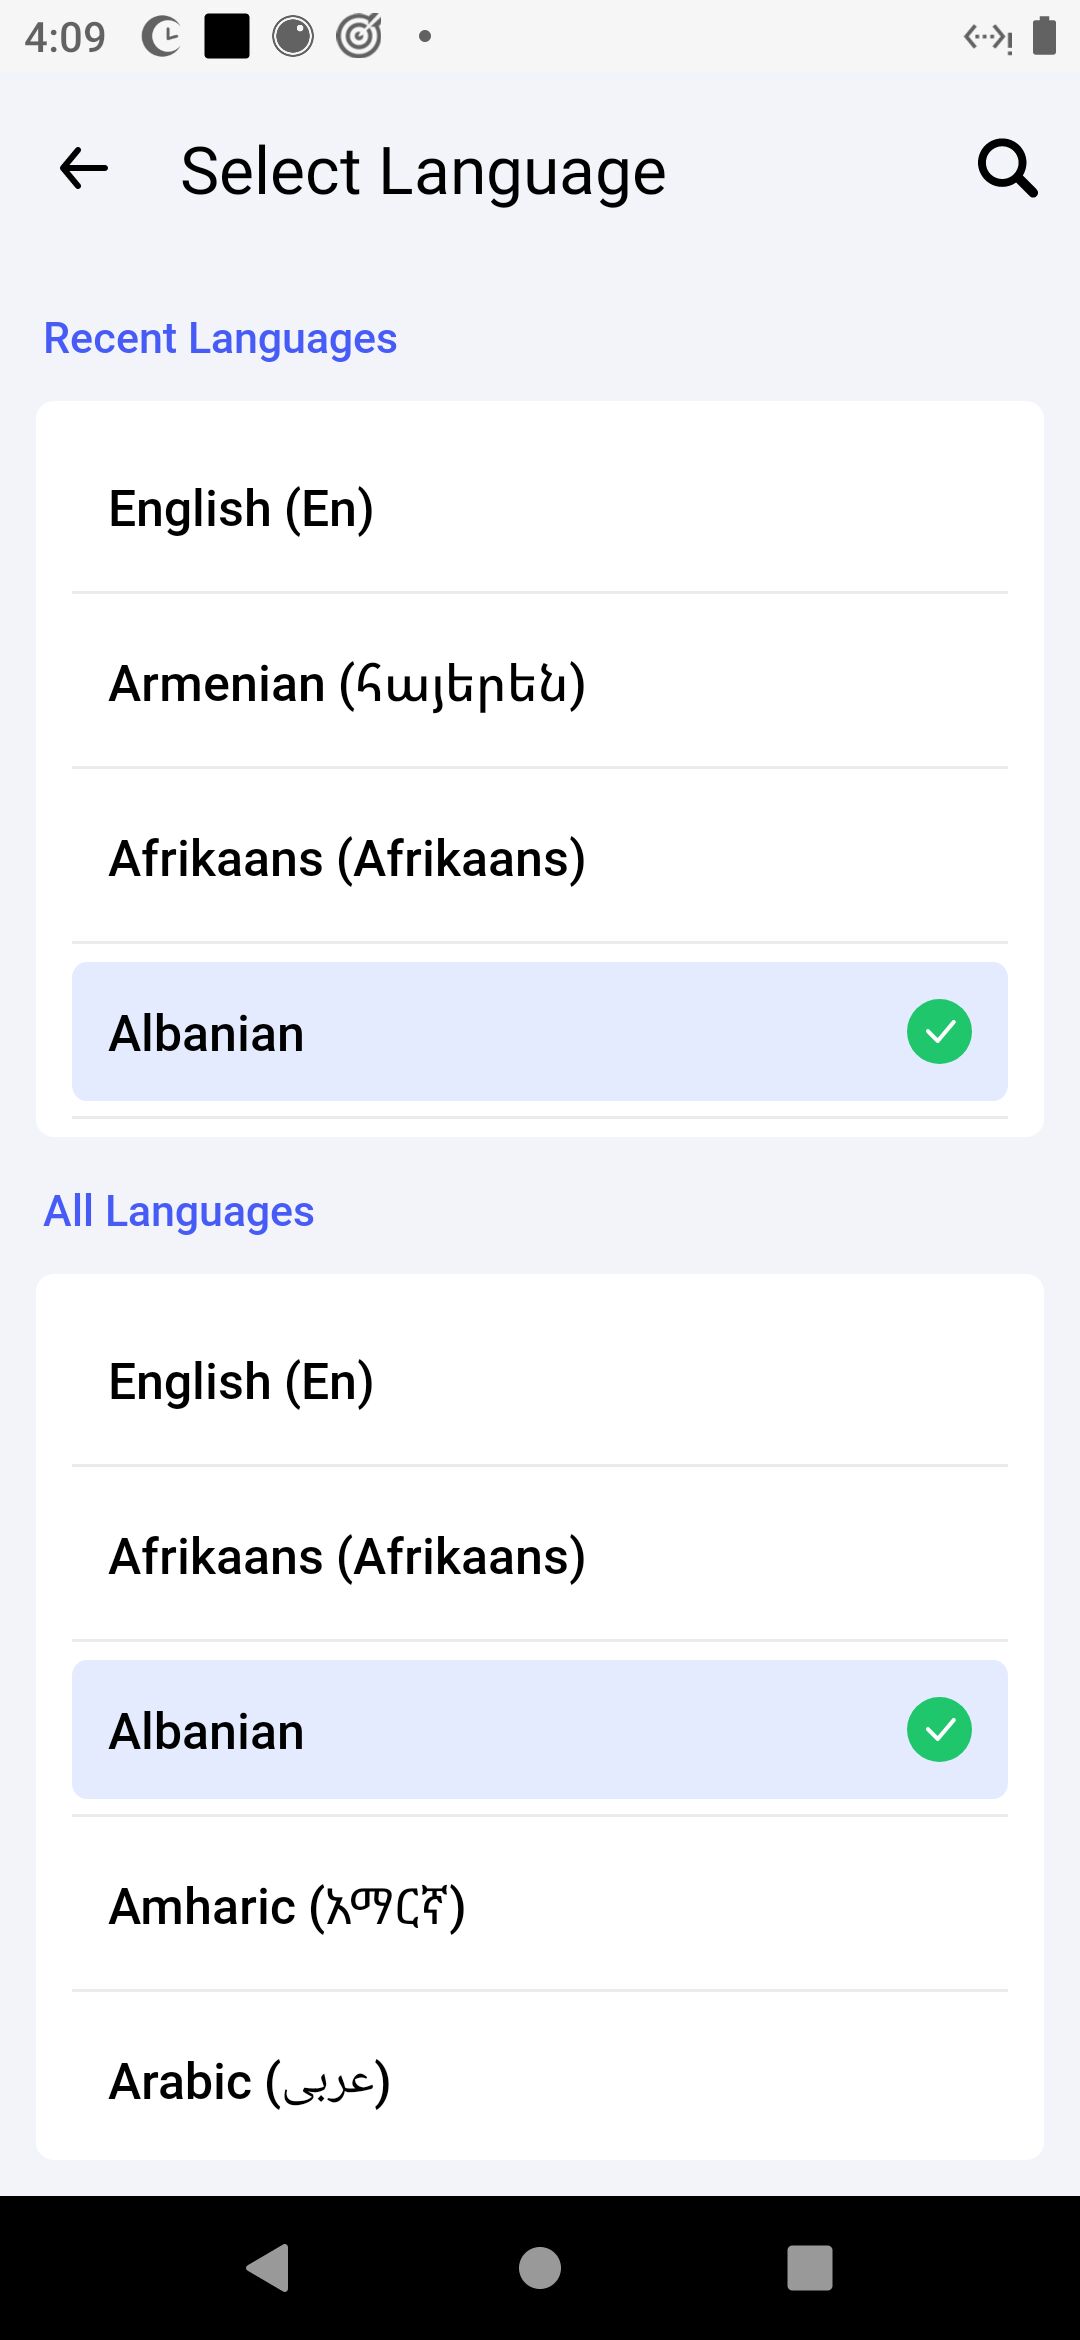 4:09
Select Language
Recent Languages
English (En)
Armenian (հայերեն)
Afrikaans (Afrikaans)
Albanian
All Languages
English (En)
Afrikaans (Afrikaans)
Albanian
Amharic (አማርኛ)
Arabic (عربى)